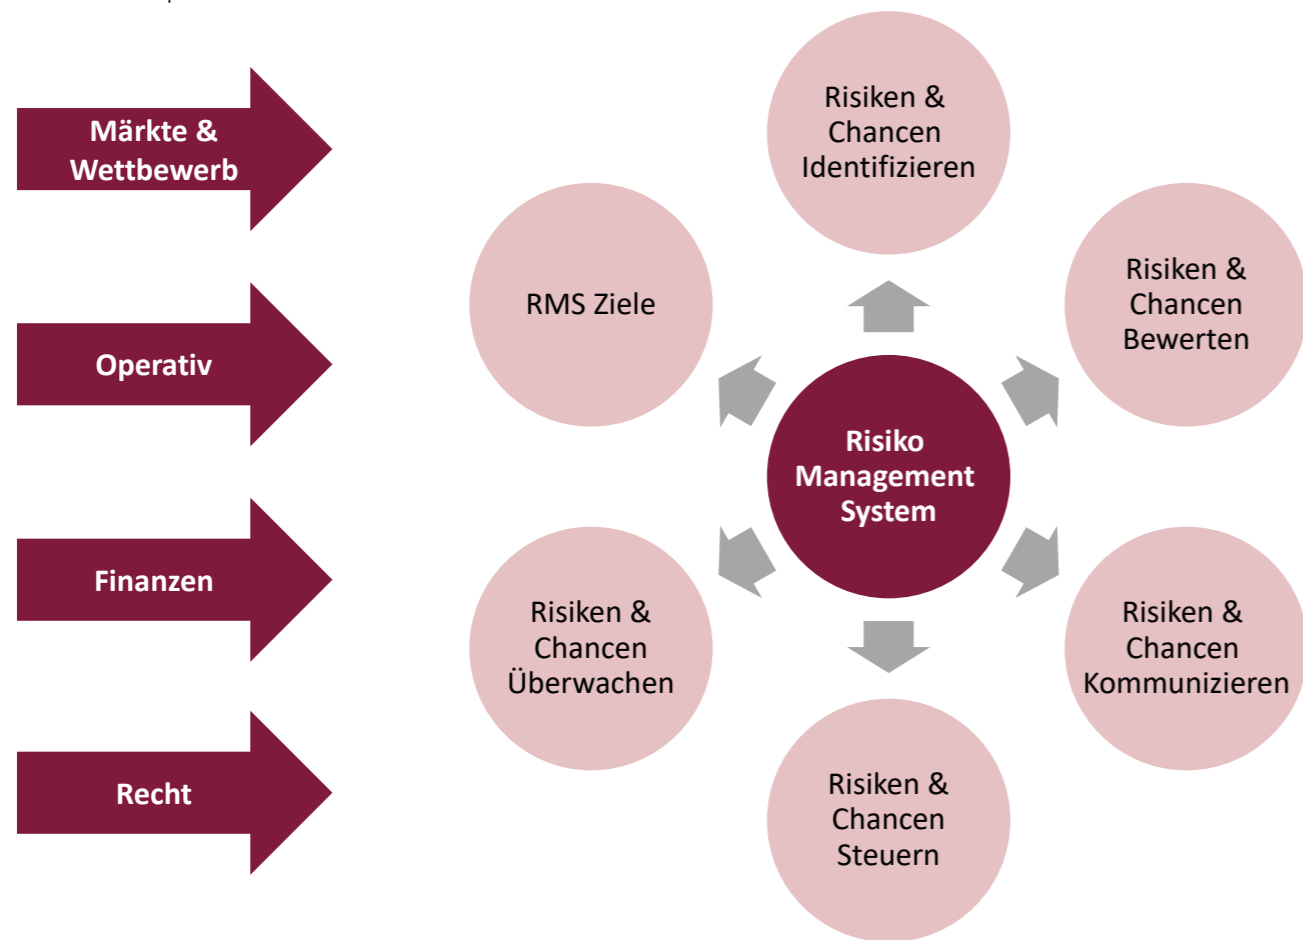 Märkte &
Wettbewerb
Operativ
Finanzen
Recht
Risiken &
Chancen
Identifizieren
RMS Ziele
Risiken &
Chancen
Bewerten
Risiko
Management
System
Risiken &
Chancen
Überwachen
Risiken &
Chancen
Kommunizieren
Risiken &
Chancen
Steuern